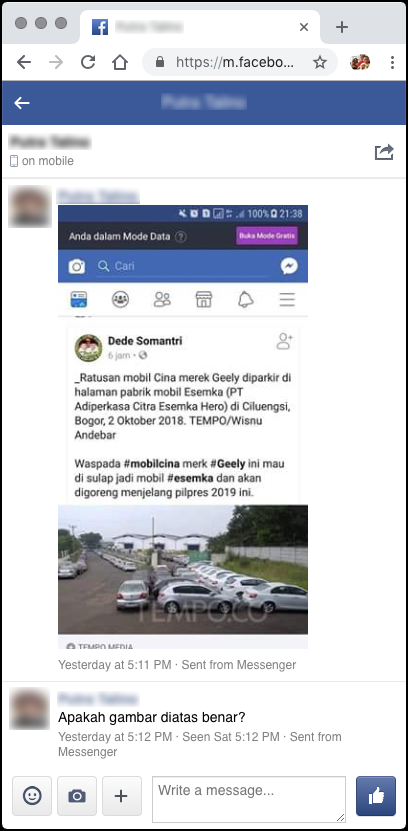 https://m.facebo...
on mobile
100% 21:38
Anda dalam Mode Data ?
Buka Mode Gratis
Cari
Dede Somantri
6 jam ·
_Ratusan mobil Cina merek Geely diparkir di
halaman pabrik mobil Esemka (PT
Adiperkasa Citra Esemka Hero) di Ciluengsi,
Bogor, 2 Oktober 2018. TEMPO/Wisnu
Andebar
Waspada #mobilcina merk #Geely ini mau
di sulap jadi mobil #esemka dan akan
digoreng menjelang pilpres 2019 ini.
TEMPO.CO
TEMPO MEDIA
Yesterday at 5:11 PM · Sent from Messenger
Apakah gambar diatas benar?
Yesterday at 5:12 PM · Seen Sat 5:12 PM · Sent from
Messenger
Write a message...